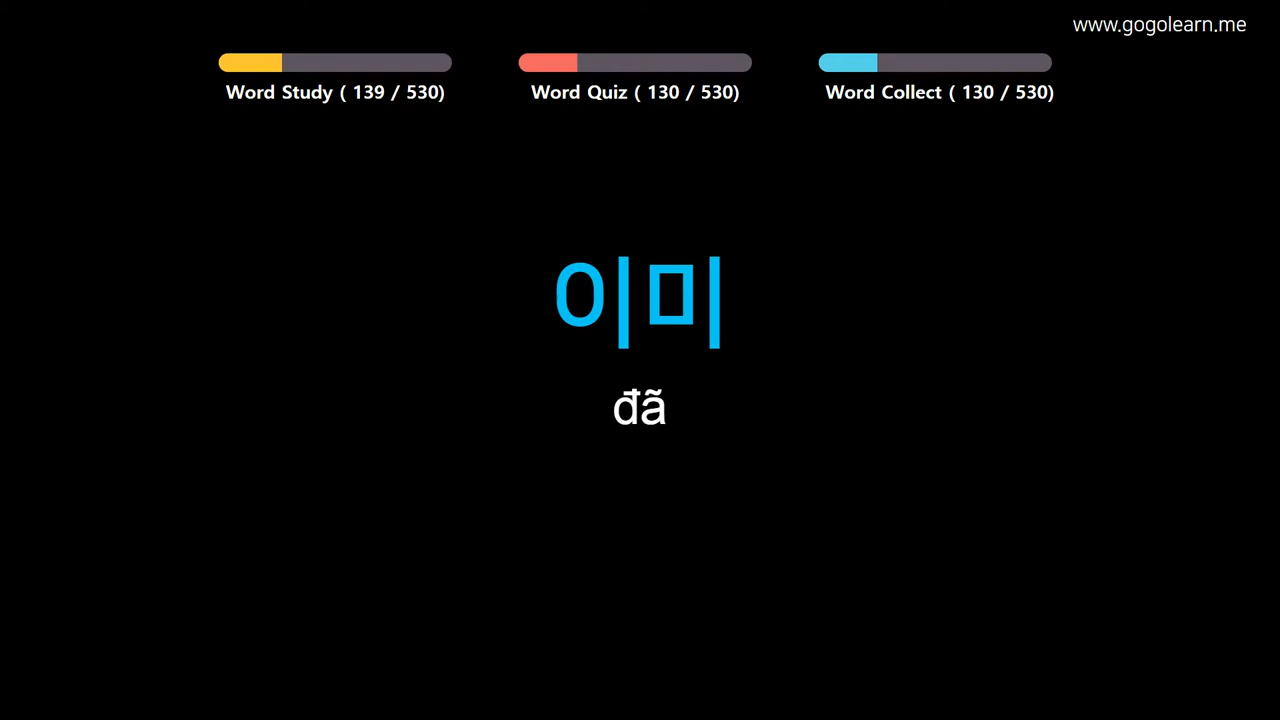 www.gogolearn.me
Word Study ( 139 / 530)
Word Quiz ( 130 / 530)
Word Collect ( 130 / 530)
이미
đã